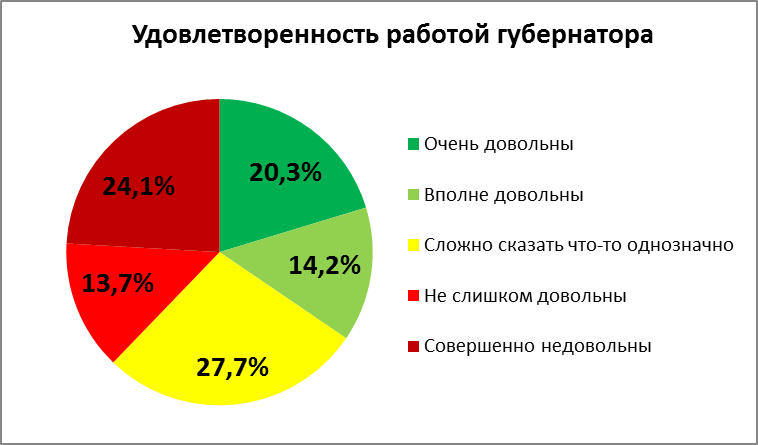 Удовлетворенность работой губернатора
20,3%
14,2%
27,7%
13,7%
24,1%
Очень довольны
Вполне довольны
Сложно сказать что-то однозначно
Не слишком довольны
Совершенно недовольны